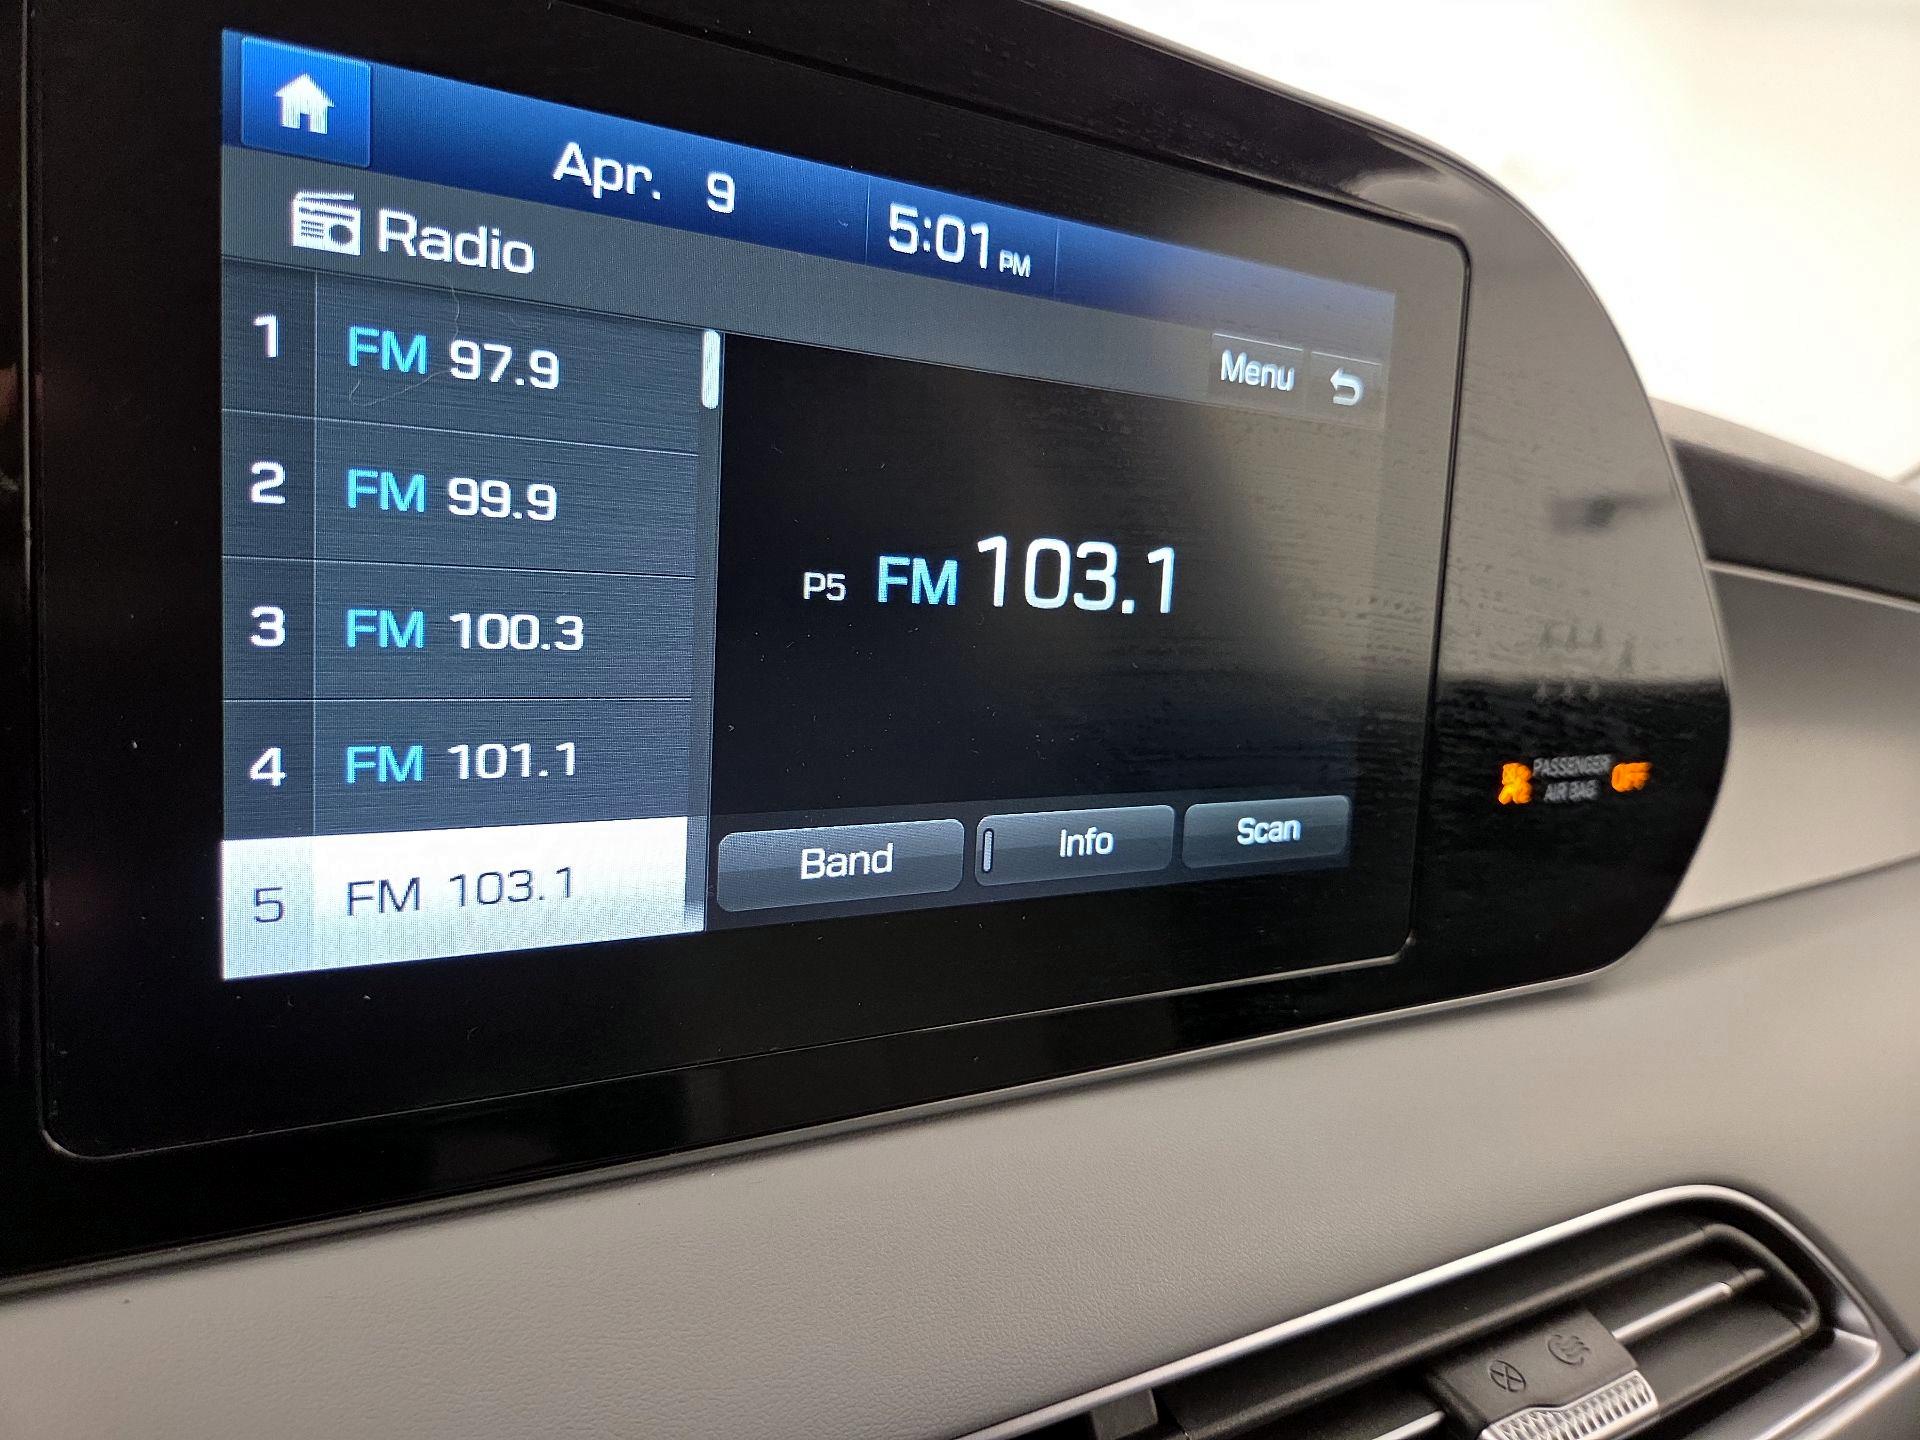 Apr. 9
5:01 PM
Radio
Menu
1 FM 97.9
2 FM 99.9
3 FM 100.3
4 FM 101.1
5 FM 103.1
P5 FM 103.1
Band
Info
Scan
PASSENGER
AIR BAG
OFF